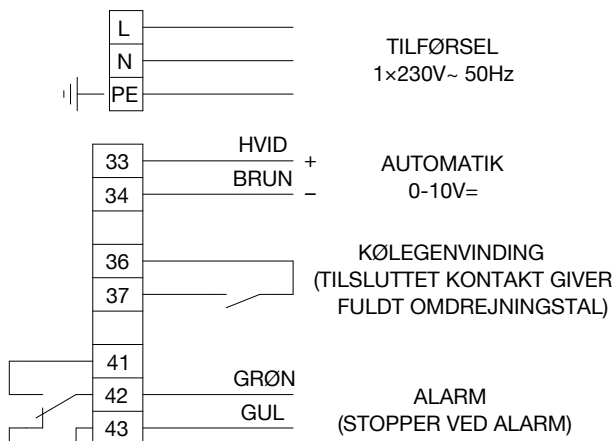 L
N
PE
TILFØRSEL
1×230V~ 50Hz
33
HVID
+
34
BRUN
−
AUTOMATIK
0-10V=
36
37
KØLEGENVINDING
(TILSLUTTET KONTAKT GIVER
FULDT OMDREJNINGSTAL)
41
42
GRØN
43
GUL
ALARM
(STOPPER VED ALARM)